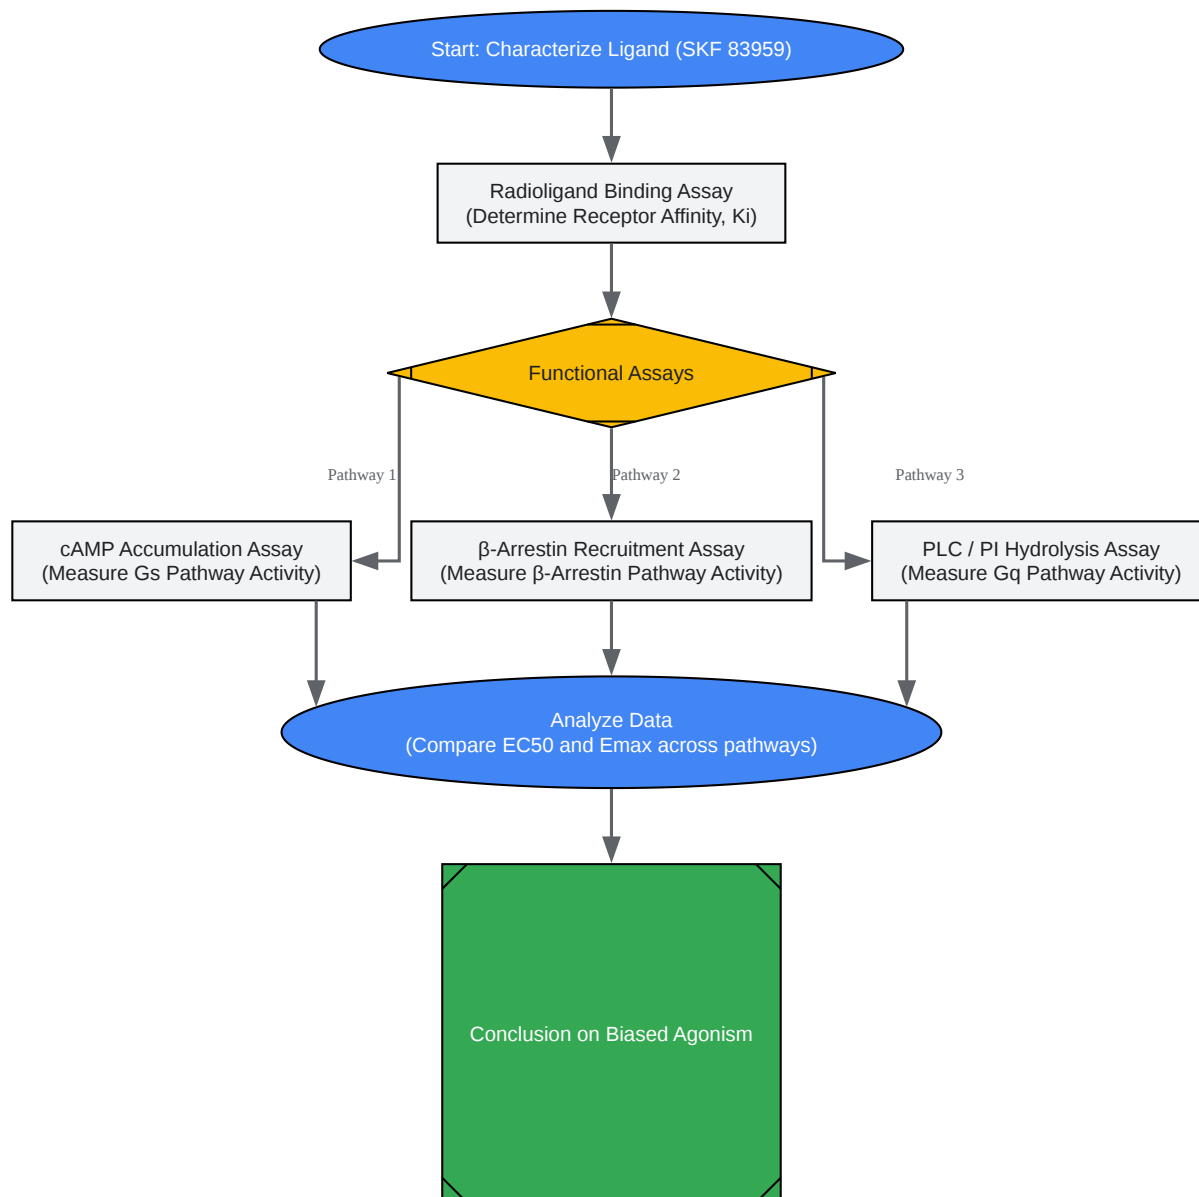 Start: Characterize Ligand (SKF 83959)
Radioligand Binding Assay
(Determine Receptor Affinity, Ki)
Functional Assays
Pathway 1
Pathway 2
Pathway 3
cAMP Accumulation Assay
(Measure Gs Pathway Activity)
β-Arrestin Recruitment Assay
(Measure β-Arrestin Pathway Activity)
PLC / PI Hydrolysis Assay
(Measure Gq Pathway Activity)
Analyze Data
(Compare EC50 and Emax across pathways)
Conclusion on Biased Agonism